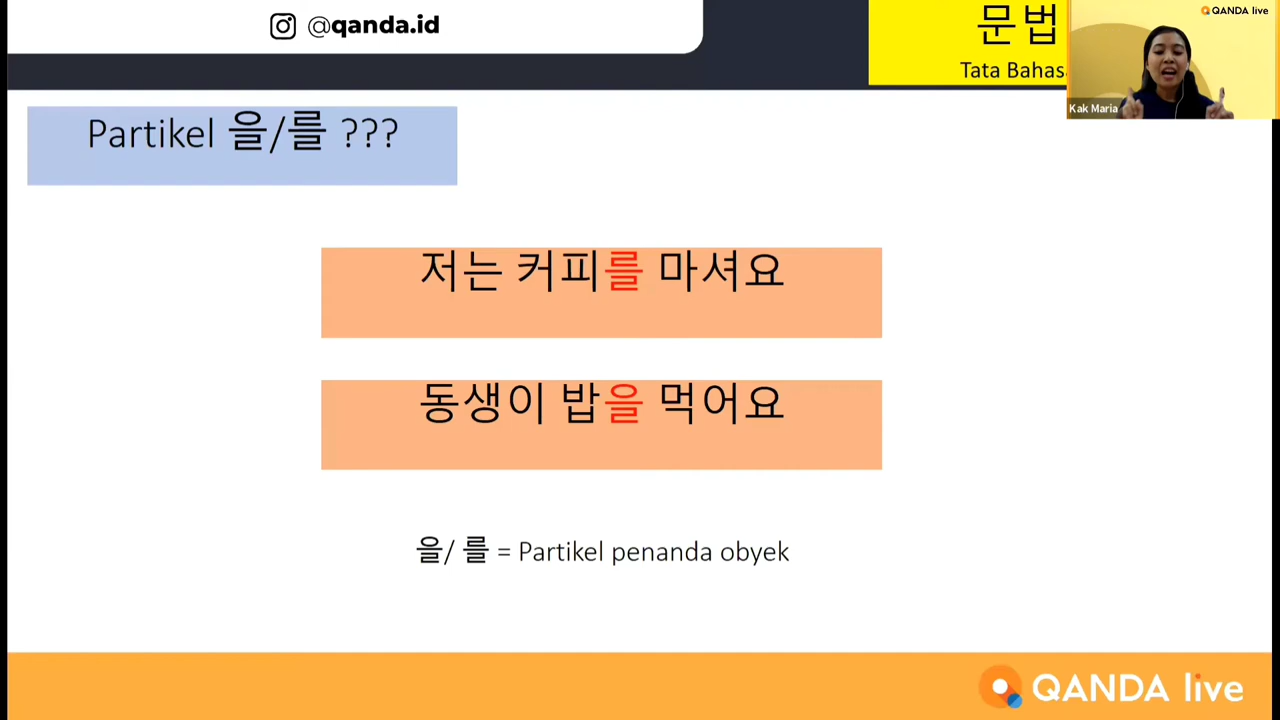 @qanda.id
문법
Tata Bahasa
QANDA live
Kak Maria
Partikel 을/를 ???
저는 커피를 마셔요
동생이 밥을 먹어요
을/ 를 = Partikel penanda obyek
QANDA live